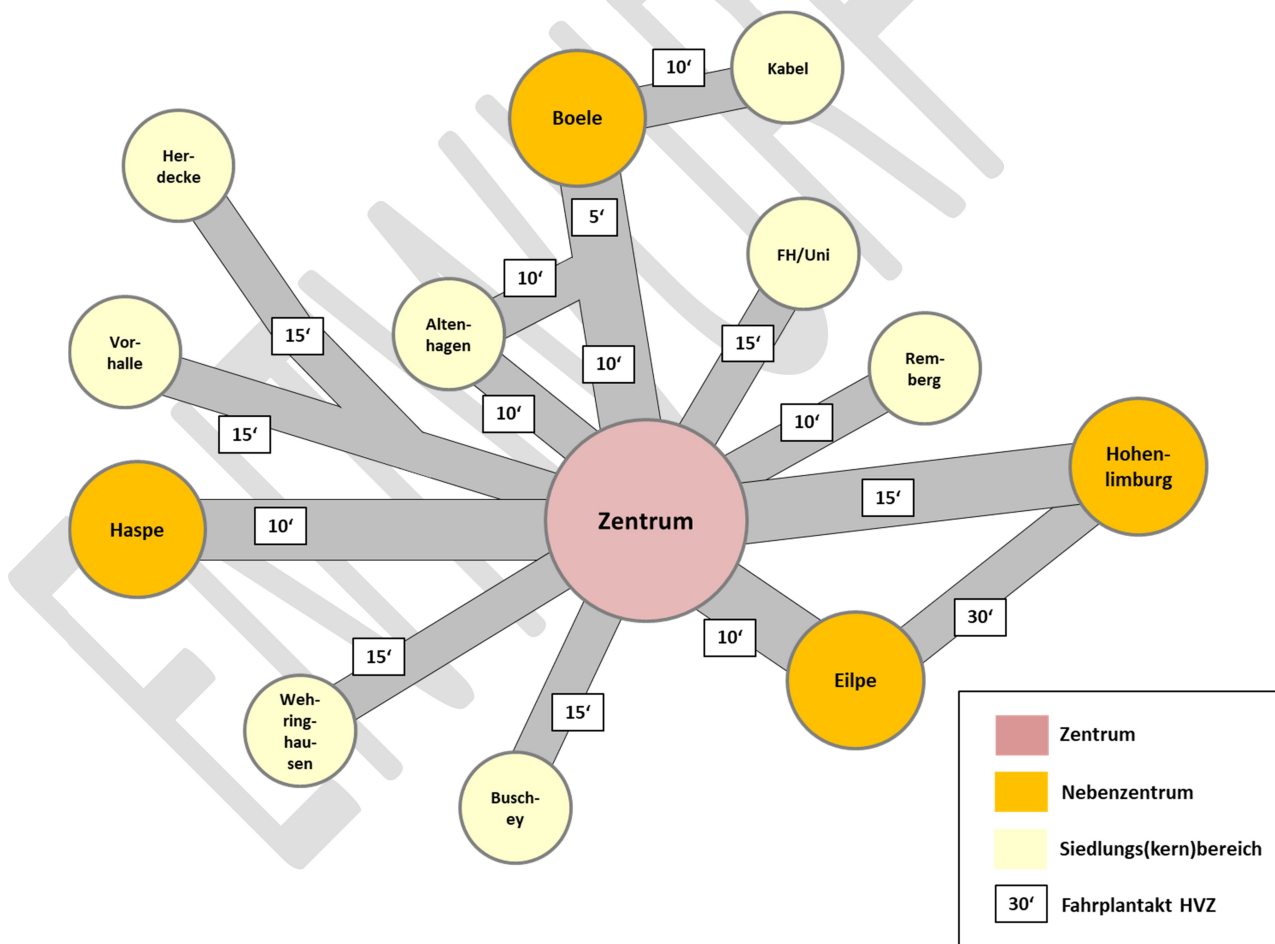 10‘
Kabel
Boele
Her-
decke
5‘
FH/Uni
10‘
Alten-
hagen
15‘
15‘
Vor-
halle
10‘
Rem-
berg
10‘
10‘
15‘
Hohen-
limburg
15‘
Zentrum
Haspe
10‘
30‘
10‘
15‘
Eilpe
Weh-
ring-
hau-
sen
15‘
Busch-
ey
Zentrum
Nebenzentrum
Siedlungs(kern)bereich
30‘
Fahrplantakt HVZ
ENTWURF